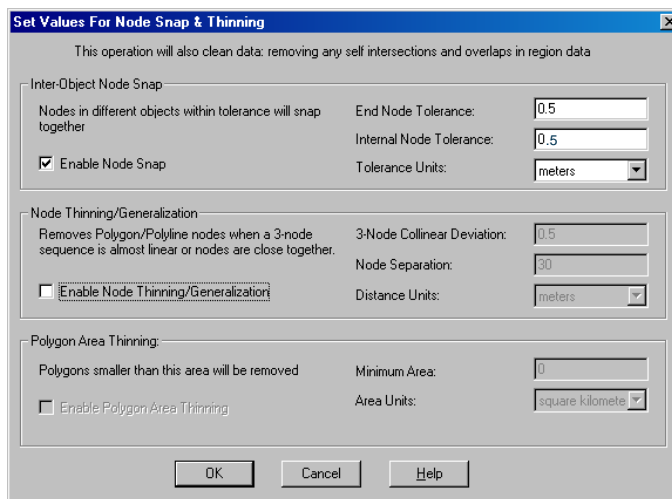 Set Values For Node Snap & Thinning
This operation will also clean data: removing any self intersections and overlaps in region data
Inter-Object Node Snap
Nodes in different objects within tolerance will snap
together
Enable Node Snap
End Node Tolerance: 0.5
Internal Node Tolerance: 0.5
Tolerance Units: meters
Node Thinning/Generalization
Removes Polygon/Polyline nodes when a 3-node
sequence is almost linear or nodes are close together.
Enable Node Thinning/Generalization
3-Node Collinear Deviation: 0.5
Node Separation: 30
Distance Units: meters
Polygon Area Thinning:
Polygons smaller than this area will be removed
Enable Polygon Area Thinning
Minimum Area: 0
Area Units: square kilomete
OK Cancel Help